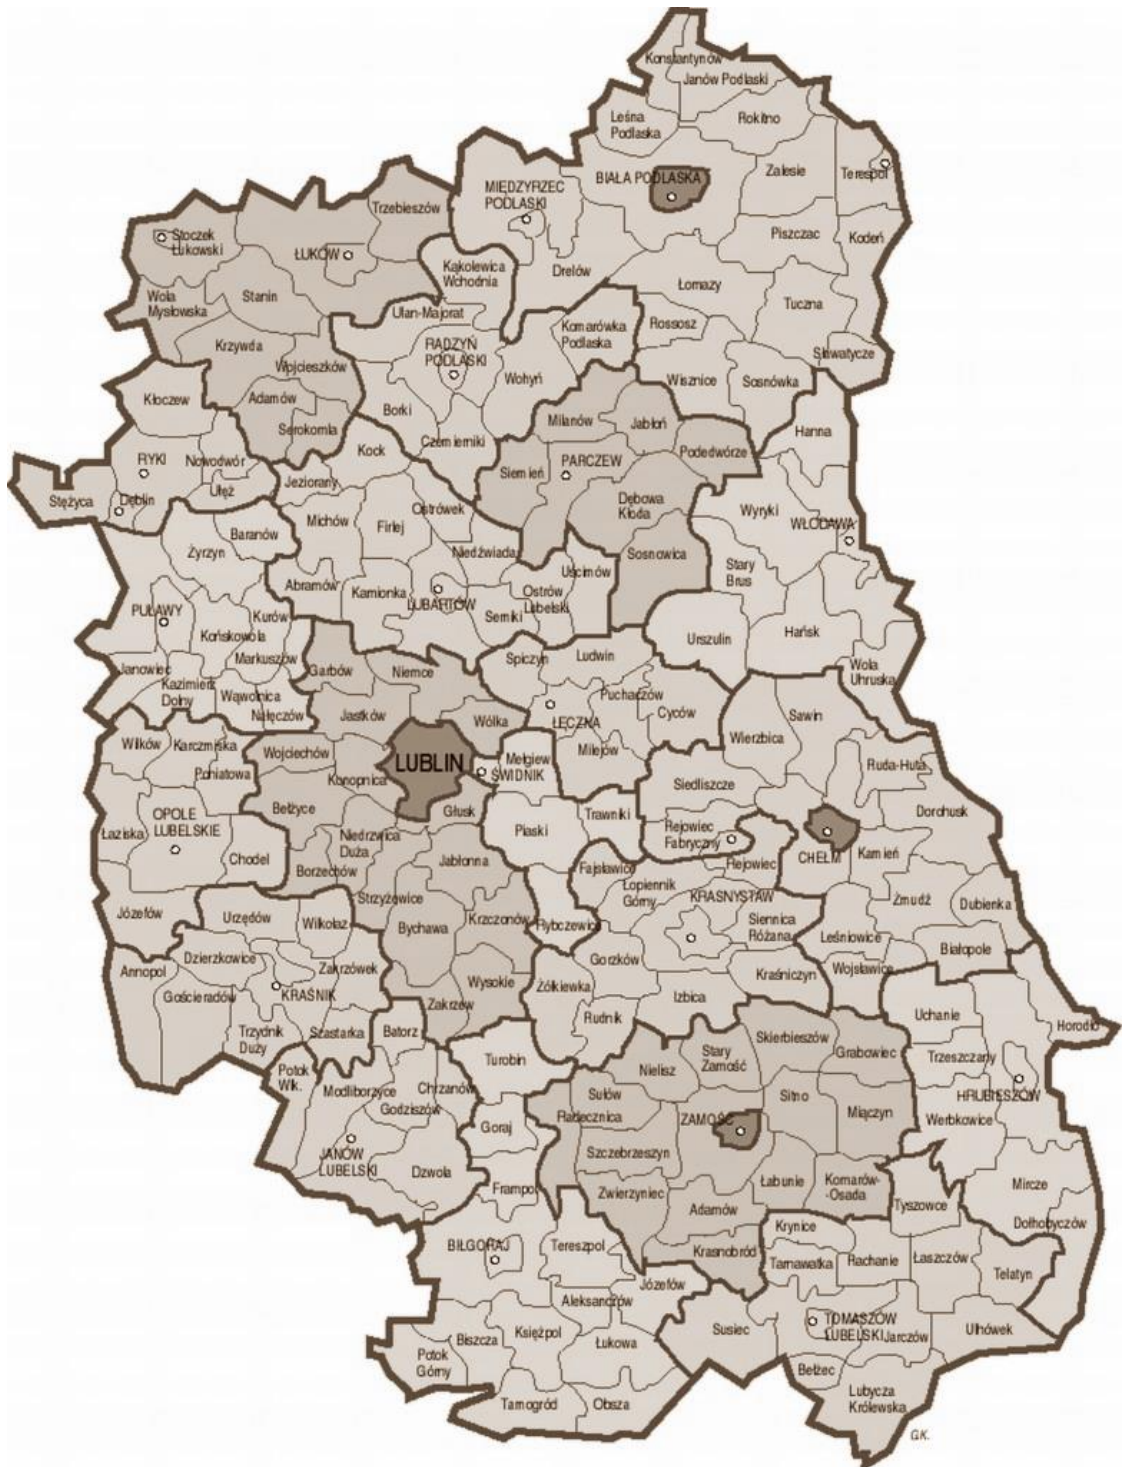 Konstantynów
Janów Podlaski
Leśna
Podlaska
Rokitno
BIAŁA PODLASKA
Zalesie
Terespol
MIĘDZYRZEC
PODLASKI
Trzebieszów
Stoczek
Łukowski
ŁUKÓW
Piszczac
Kodeń
Kąkolewica
Wchodnia
Drelów
Łomazy
Tuczna
Wola
Mysłowska
Stanin
Ulan-Majorat
Komarówka
Podlaska
Rossosz
Krzywda
Wojcieszków
RADZYŃ
PODLASKI
Wohyń
Wisznice
Sosnówka
Sławatycze
Kłoczew
Adamów
Serokomla
Borki
Czemierniki
Milanów
Jabłoń
Podedwórze
Hanna
RYKI
Nowodwór
Kock
Siemień
PARCZEW
Stężyca
Dęblin
Ułęż
Jeziorany
Michów
Firlej
Ostrówek
Dębowa
Kłoda
Wyryki
WŁODAWA
Baranów
Żyrzyn
Niedźwiada
Sosnowica
Stary
Brus
Abramów
Kamionka
LUBARTÓW
Uścimów
Ostrów
Lubelski
Serniki
PUŁAWY
Kurów
Końskowola
Markuszów
Urszulin
Hańsk
Wola
Uhruska
Janowiec
Kazimierz
Dolny
Wąwolnica
Nałęczów
Garbów
Niemce
Spiczyn
Ludwin
Jastków
Wólka
ŁĘCZNA
Puchaczów
Cyców
Sawin
Wierzbica
Wilków
Karczmiska
Poniatowa
Wojciechów
Konopnica
LUBLIN
Mełgiew
ŚWIDNIK
Milejów
Siedliszcze
Ruda-Huta
Dorohusk
OPOLE
LUBELSKIE
Łaziska
Bełżyce
Niedrzwica
Duża
Głusk
Piaski
Trawniki
Rejowiec
Fabryczny
CHEŁM
Kamień
Chodel
Borzechów
Jabłonna
Fajsławice
Rejowiec
Łopiennik
Górny
KRASNYSTAW
Żmudź
Dubienka
Józefów
Urzędów
Wilkołaz
Strzyżewice
Bychawa
Krzczonów
Rybczewice
Siennica
Różana
Leśniowice
Białopole
Annopol
Dzierzkowice
Zakrzówek
Gorzków
Kraśniczyn
Wojsławice
Gościeradów
KRAŚNIK
Wysokie
Zakrzew
Żółkiewka
Izbica
Rudnik
Uchanie
Horodło
Trzydnik
Duży
Szastarka
Batorz
Turobin
Nielisz
Stary
Zamość
Skierbieszów
Grabowiec
Trzeszczany
HRUBIESZÓW
Potok
Wlk.
Modliborzyce
Chrzanów
Godziszów
Sułów
Radecznica
ZAMOŚĆ
Sitno
Miączyn
Werbkowice
Goraj
JANÓW
LUBELSKI
Dzwola
Szczebrzeszyn
Zwierzyniec
Łabunie
Komarów-
-Osada
Tyszowce
Mircze
Dołhobyczów
Frampol
Adamów
Krynice
BIŁGORAJ
Tereszpol
Krasnobród
Tarnawatka
Rachanie
Łaszczów
Telatyn
Józefów
Aleksandrów
Księżpol
Łukowa
Susiec
TOMASZÓW
LUBELSKI
Jarczów
Ulhówek
Biszcza
Potok
Górny
Bełżec
Lubycza
Królewska
Tarnogród
Obsza
G.K.